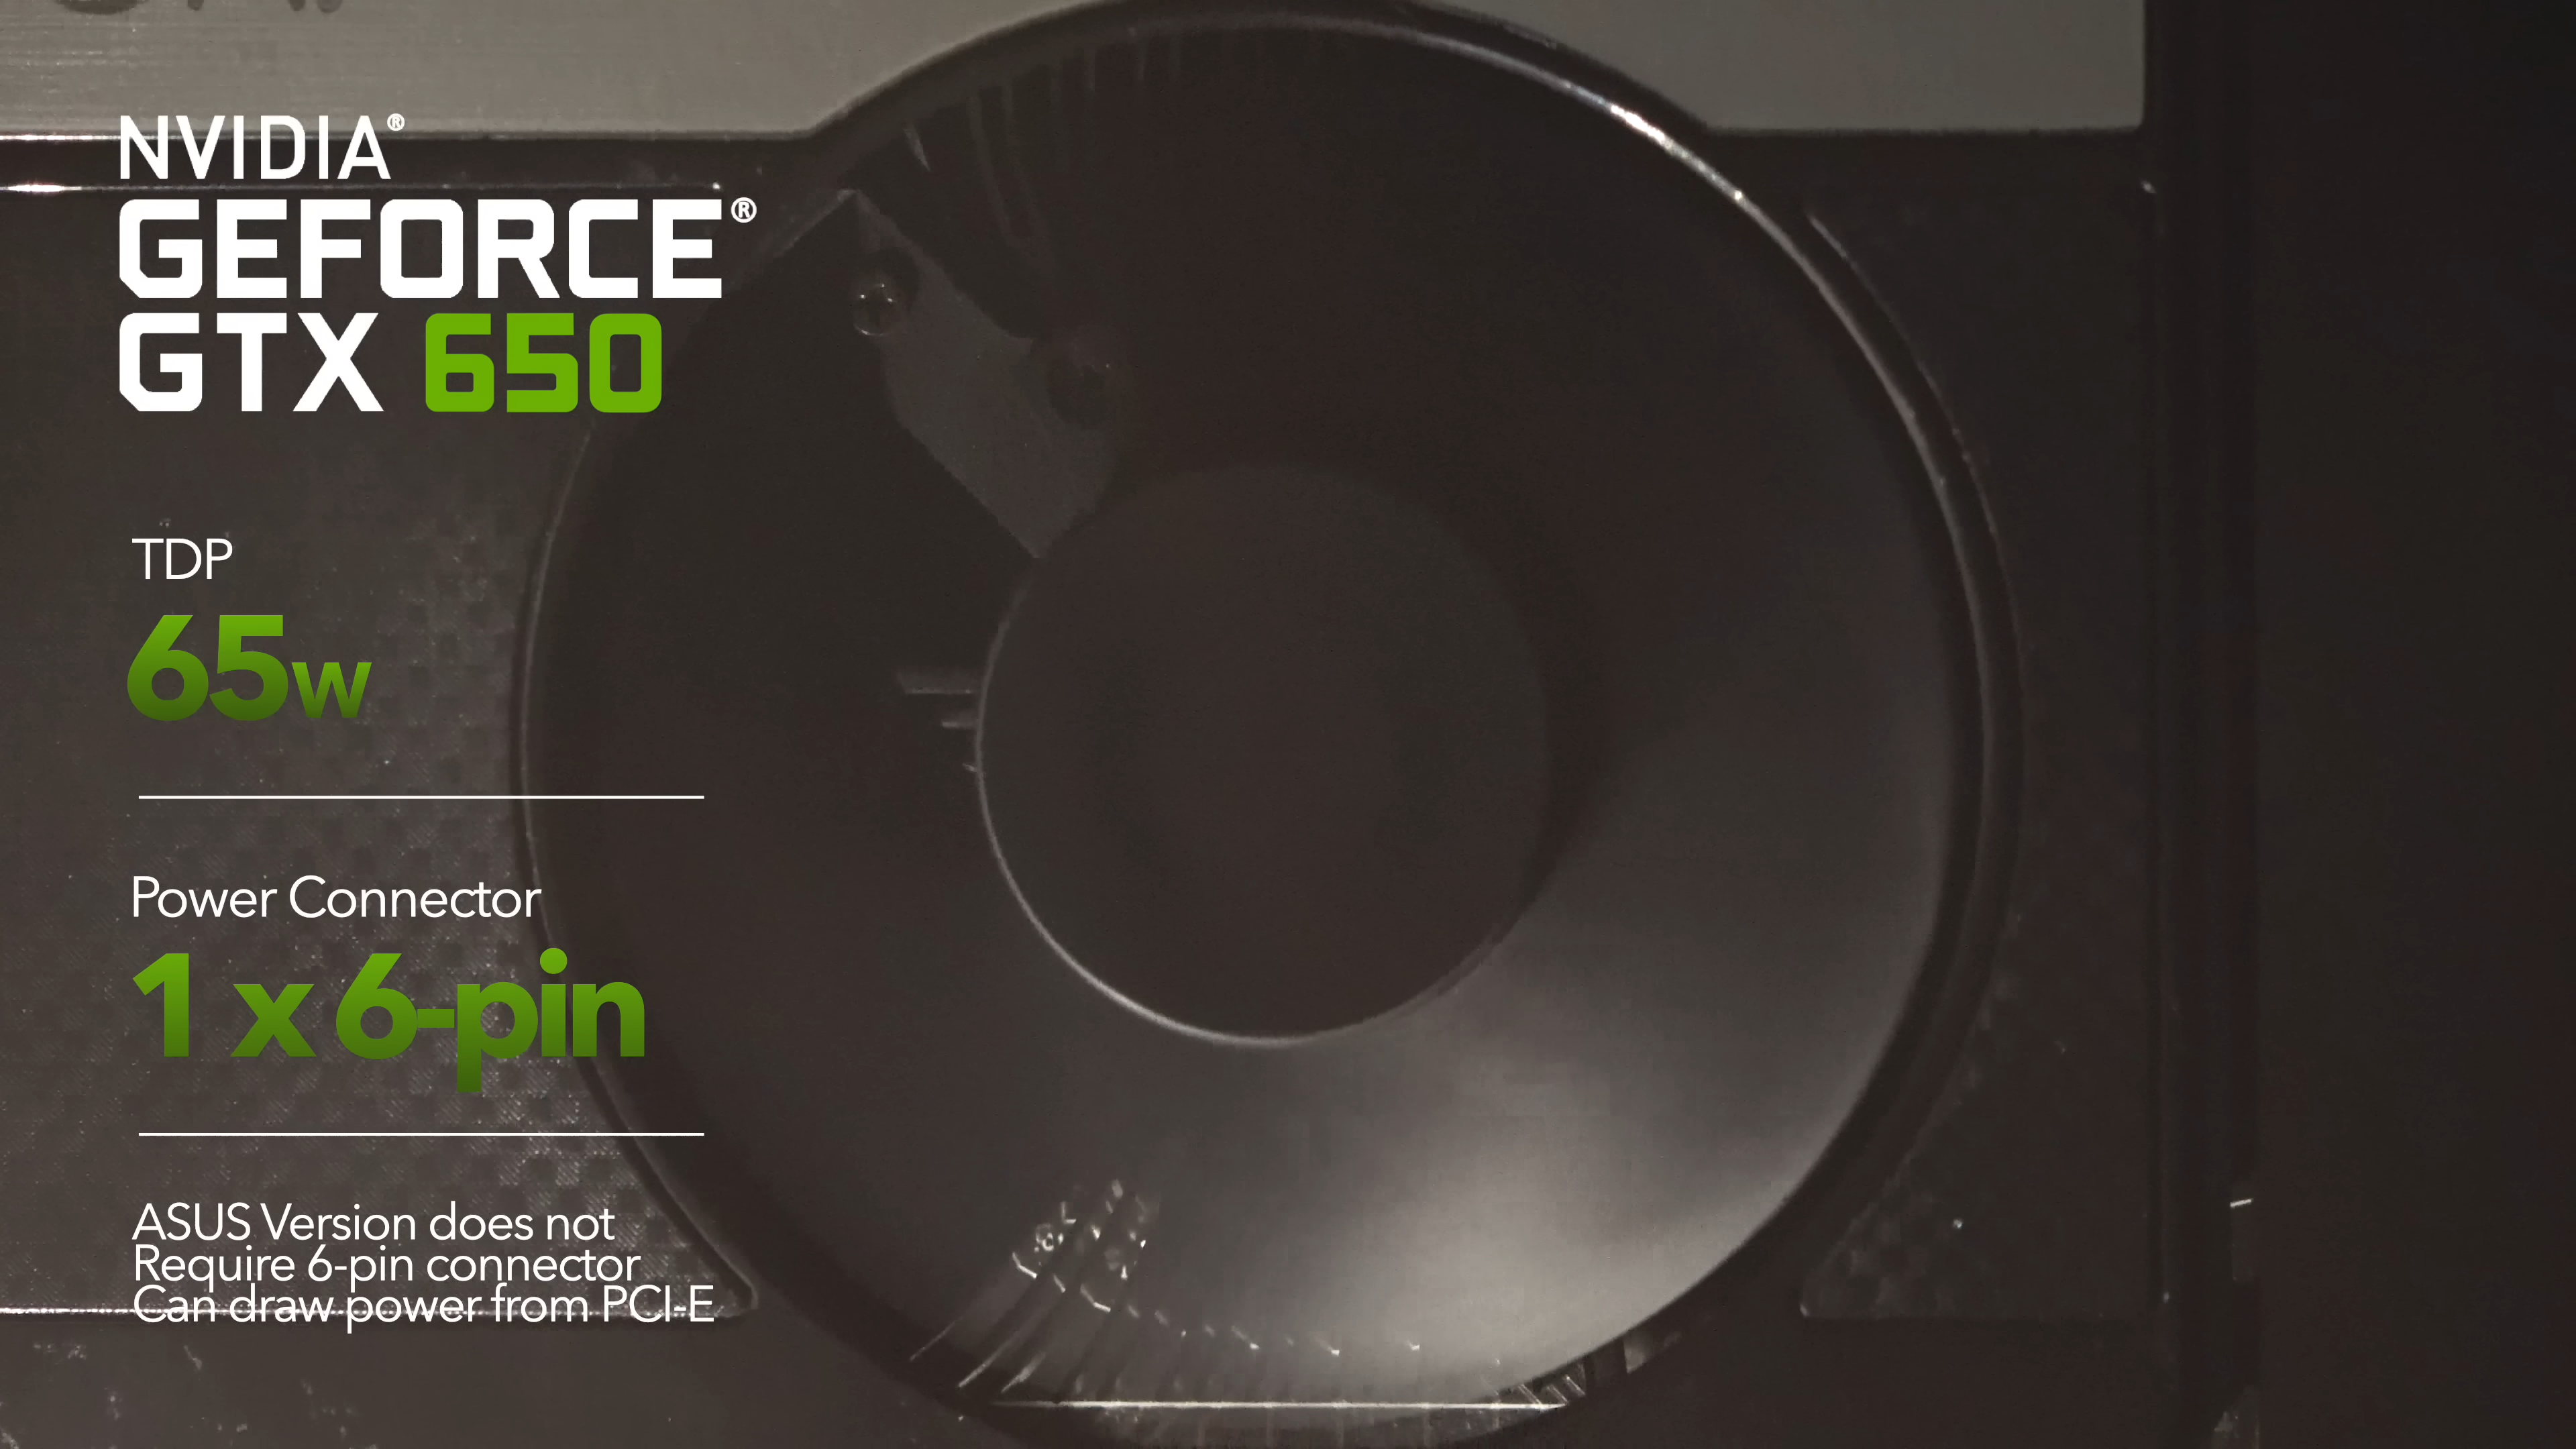 NVIDIA®
GEFORCE®
GTX 650
TDP
65w
Power Connector
1 x 6-pin
ASUS Version does not
Require 6-pin connector
Can draw power from PCI-E